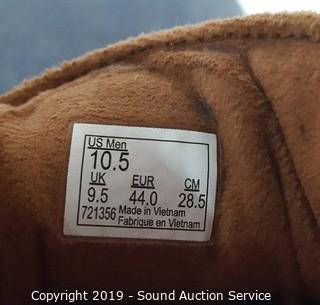 US Men
10.5
UK EUR CM
9.5 44.0 28.5
721356 Made in Vietnam
Fabriqué en Vietnam
Copyright © 2019 - Sound Auction Service